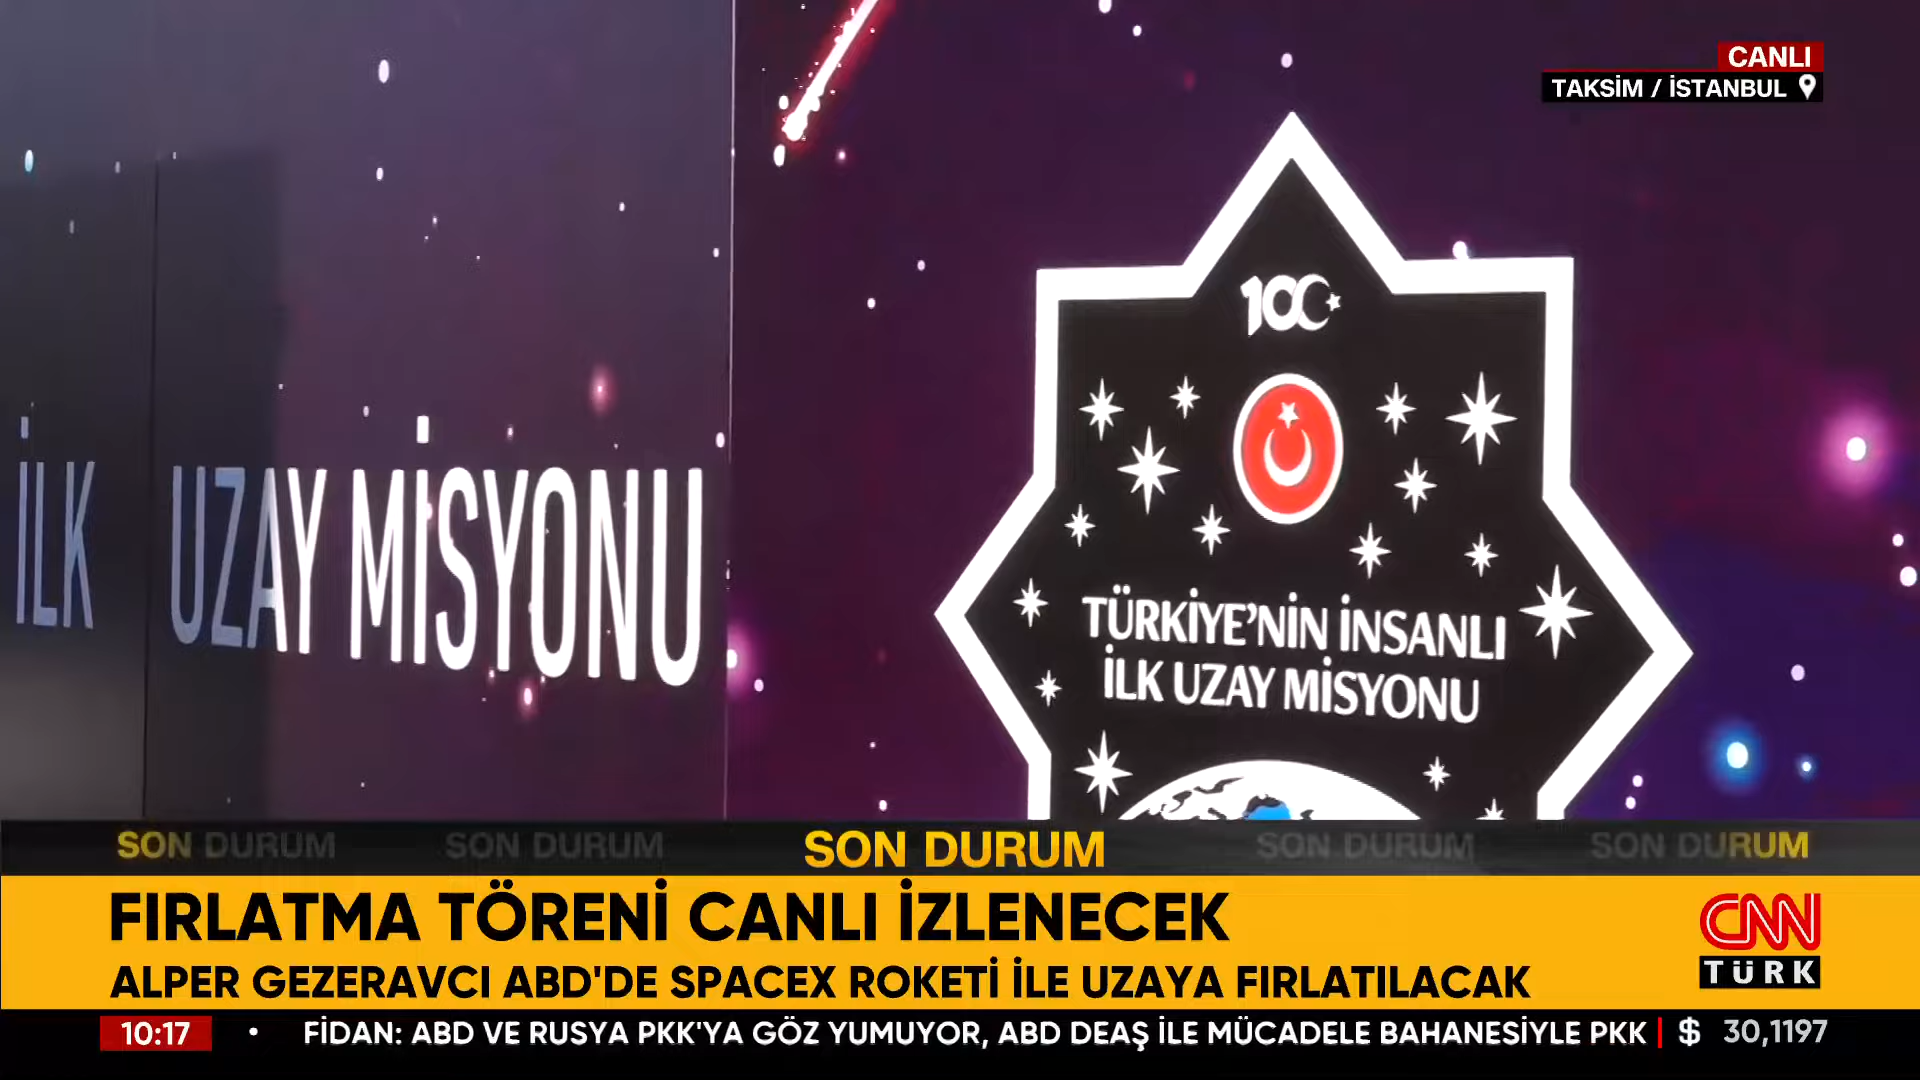 CANLI
TAKSİM / İSTANBUL
İLK UZAY MİSYONU
100
TÜRKİYE'NİN İNSANLI
İLK UZAY MİSYONU
SON DURUM SON DURUM SON DURUM SON DURUM SON DURUM
FIRLATMA TÖRENİ CANLI İZLENECEK
ALPER GEZERAVCI ABD'DE SPACEX ROKETİ İLE UZAYA FIRLATILACAK
CNN
TÜRK
10:17 • FİDAN: ABD VE RUSYA PKK'YA GÖZ YUMUYOR, ABD DEAŞ İLE MÜCADELE BAHANESİYLE PKK $ 30,1197